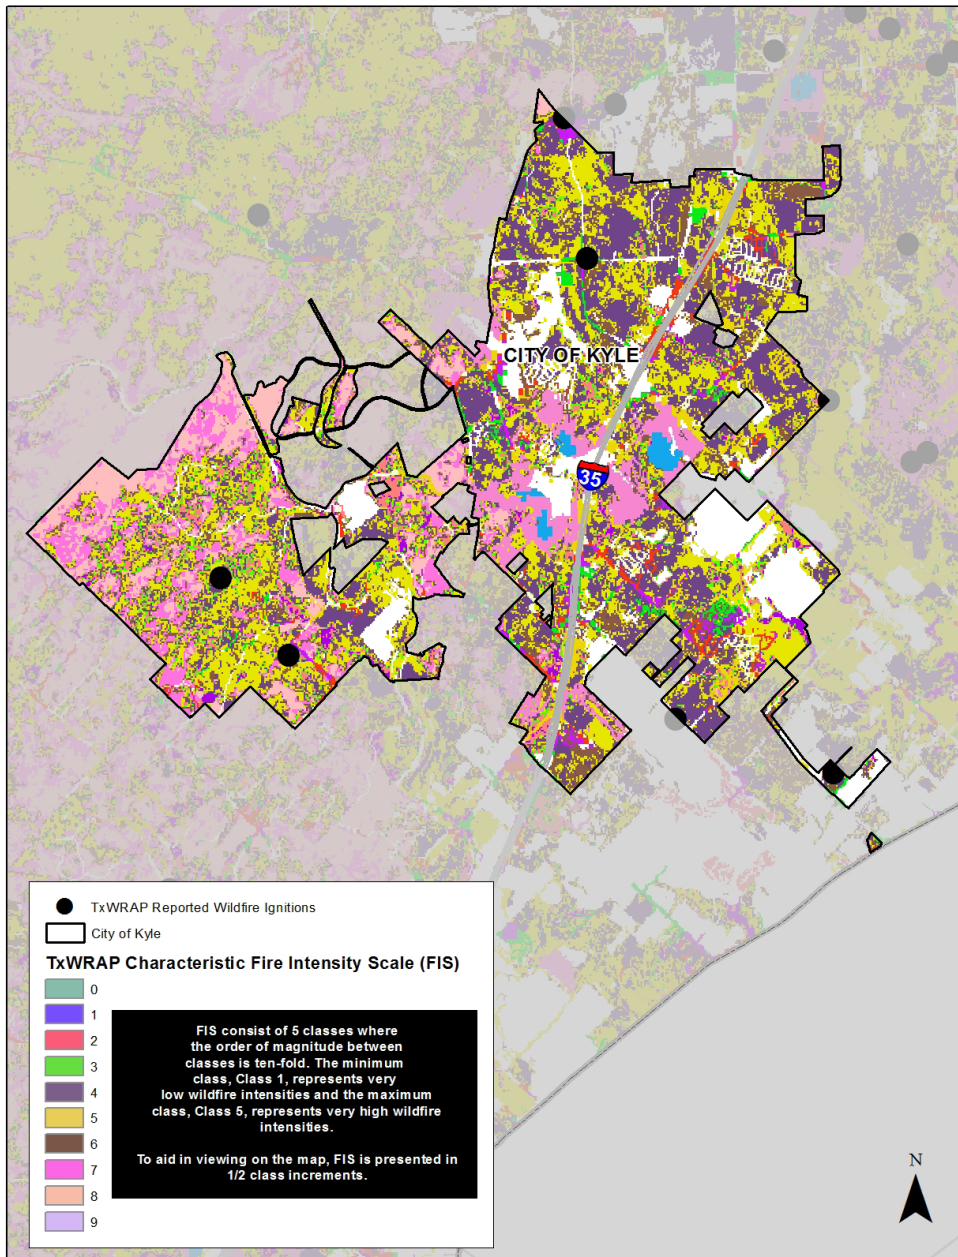 CITY OF KYLE
35
TxWRAP Reported Wildfire Ignitions
City of Kyle
TxWRAP Characteristic Fire Intensity Scale (FIS)
0
1
2
3
4
5
6
7
8
9
FIS consist of 5 classes where
the order of magnitude between
classes is ten-fold. The minimum
class, Class 1, represents very
low wildfire intensities and the maximum
class, Class 5, represents very high wildfire
intensities.
To aid in viewing on the map, FIS is presented in
1/2 class increments.
N